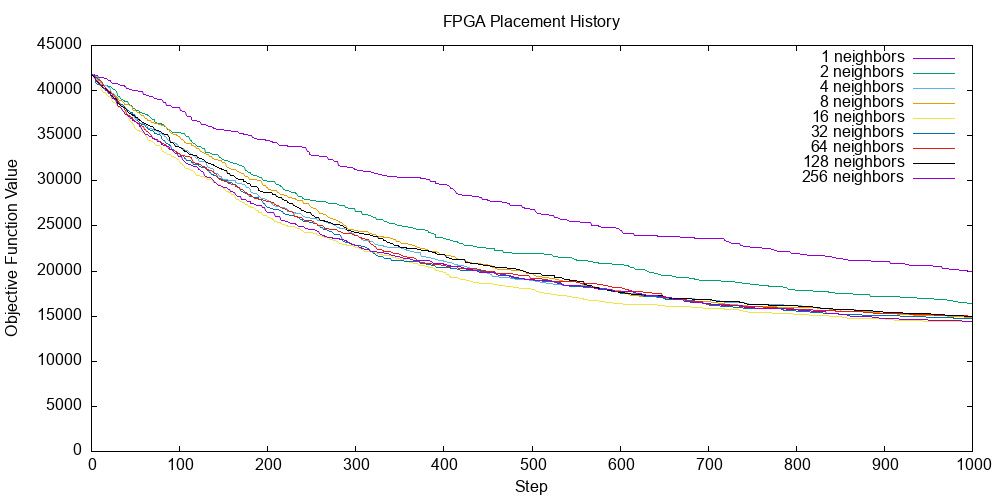 FPGA Placement History
45000
40000
35000
30000
25000
20000
15000
10000
5000
0
Objective Function Value
1 neighbors
2 neighbors
4 neighbors
8 neighbors
16 neighbors
32 neighbors
64 neighbors
128 neighbors
256 neighbors
0 100 200 300 400 500 600 700 800 900 1000
Step